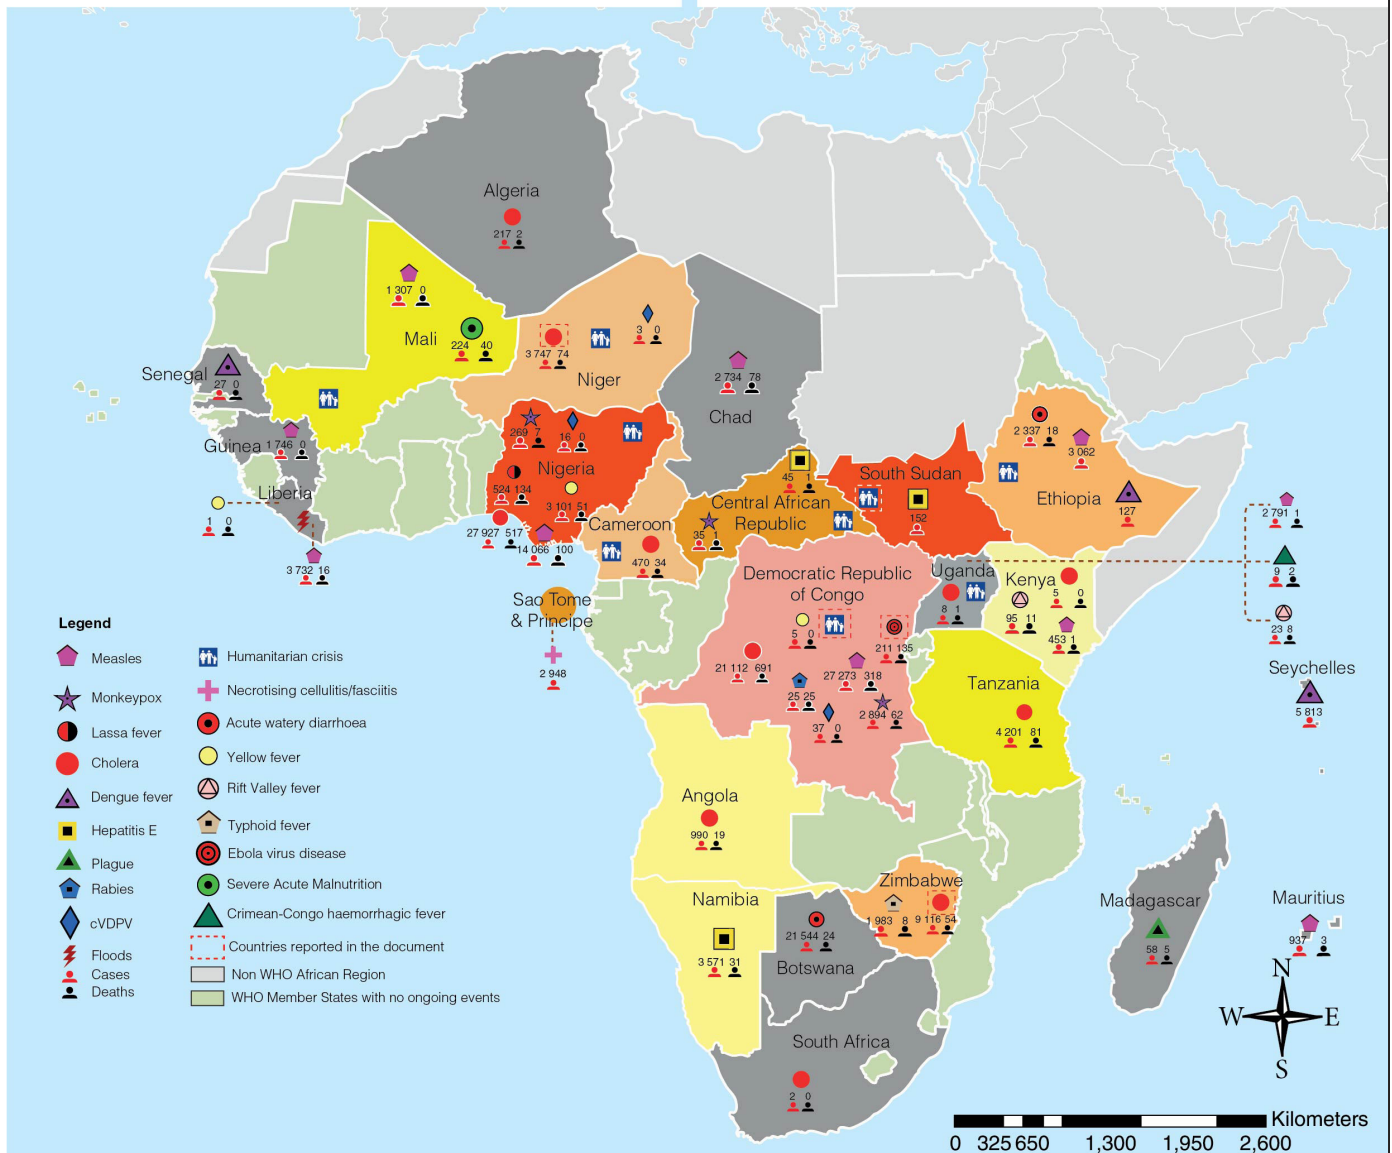 Algeria
217 2
1 307 0
Mali
224 40
3 747 74
3 0
Niger
2 734 78
Chad
Senegal
27 0
Guinea
1 746 0
Liberia
1 0
3 732 16
269 7
16 0
Nigeria
524 134
3 101 51
27 927 517
14 066 100
Cameroon
470 34
45 1
Central African
Republic
35 1
South Sudan
152
2 337 18
3 062
Ethiopia
127
2 791 1
9 2
23 8
Seychelles
5 813
Sao Tome
& Principe
2 948
Democratic Republic
of Congo
5 0
211 135
21 112 691
27 273 318
25 25
2 894 62
37 0
Uganda
8 1
Kenya
5 0
95 11
453 1
Tanzania
4 201 81
Angola
990 19
Namibia
3 571 31
Zimbabwe
1 983 8
9 116 54
21 544 24
Botswana
South Africa
2 0
Madagascar
58 5
Mauritius
937 3
Legend
Measles
Monkeypox
Lassa fever
Cholera
Dengue fever
Hepatitis E
Plague
Rabies
cVDPV
Floods
Cases
Deaths
Humanitarian crisis
Necrotising cellulitis/fasciitis
Acute watery diarrhoea
Yellow fever
Rift Valley fever
Typhoid fever
Ebola virus disease
Severe Acute Malnutrition
Crimean-Congo haemorrhagic fever
Countries reported in the document
Non WHO African Region
WHO Member States with no ongoing events
N
W E
S
Kilometers
0 325 650 1,300 1,950 2,600